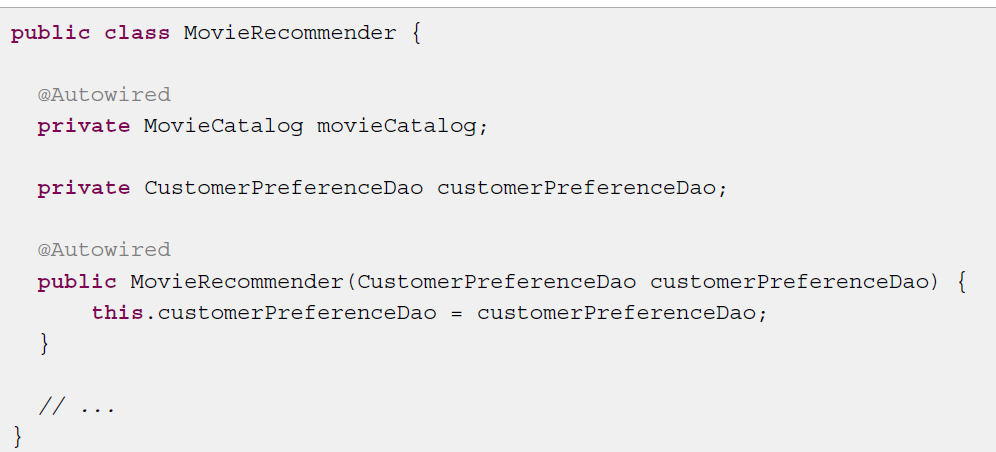 public class MovieRecommender {
@Autowired
private MovieCatalog movieCatalog;
private CustomerPreferenceDao customerPreferenceDao;
@Autowired
public MovieRecommender(CustomerPreferenceDao customerPreferenceDao) {
this.customerPreferenceDao = customerPreferenceDao;
}
// ...
}